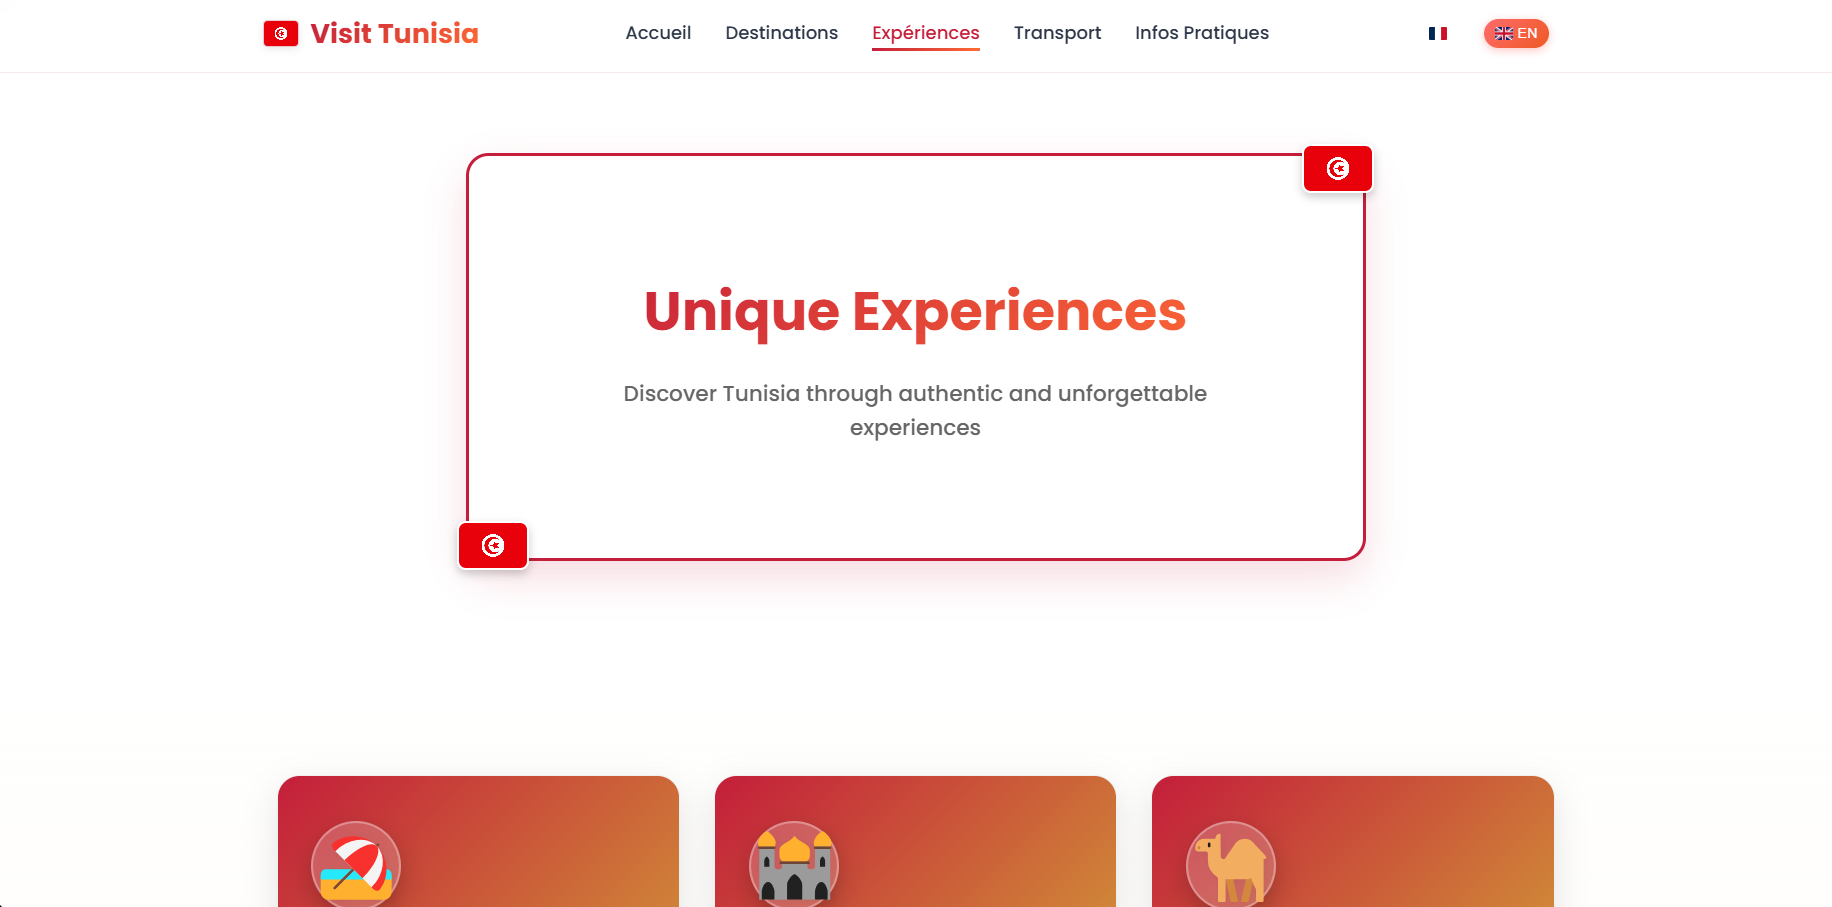 Visit Tunisia
Accueil
Destinations
Expériences
Transport
Infos Pratiques
EN
Unique Experiences
Discover Tunisia through authentic and unforgettable
experiences